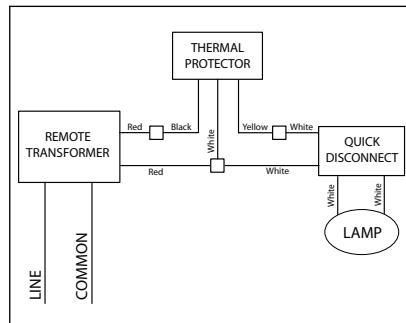 THERMAL
PROTECTOR
Red
Black
Yellow
White
White
REMOTE
TRANSFORMER
QUICK
DISCONNECT
Red
White
White
White
LAMP
LINE
COMMON